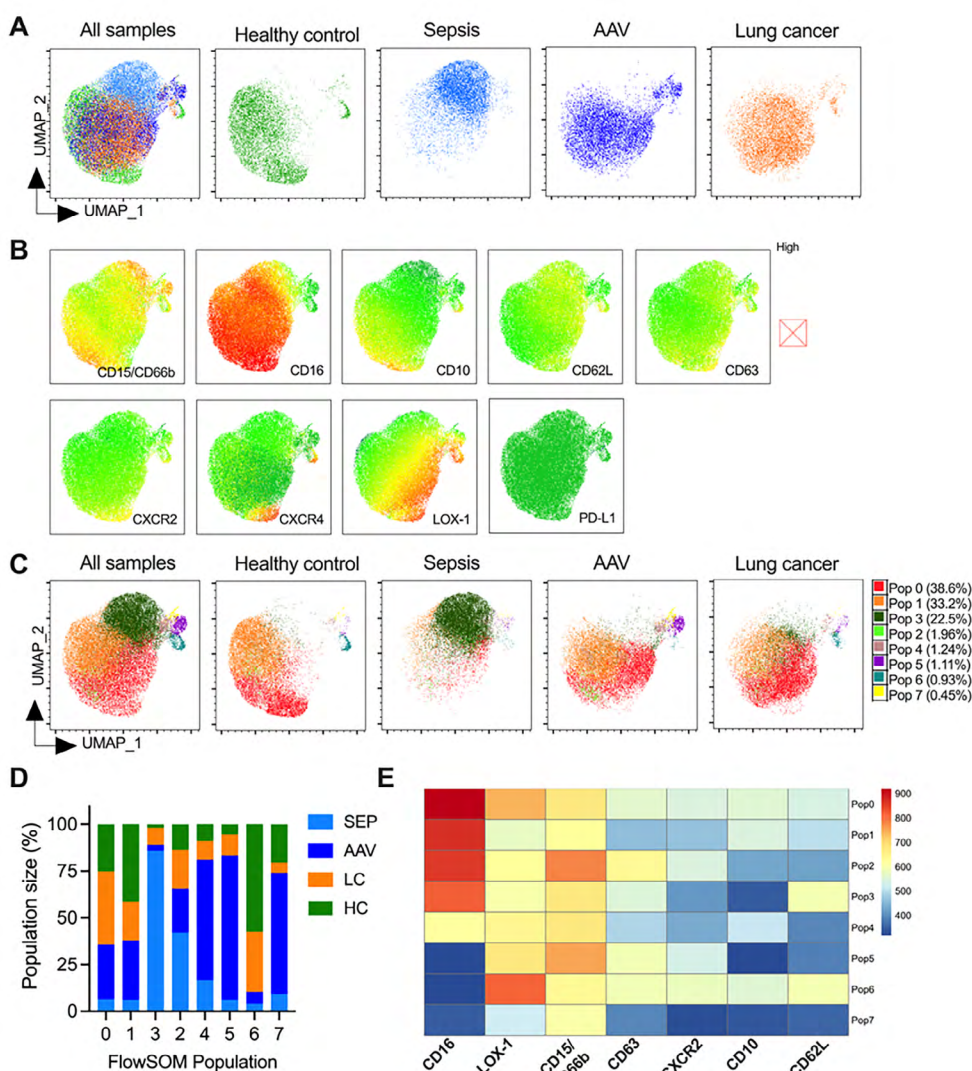 A
All samples
Healthy control
Sepsis
AAV
Lung cancer
UMAP_2
UMAP_1
B
High
CD15/CD66b
CD16
CD10
CD62L
CD63
CXCR2
CXCR4
LOX-1
PD-L1
C
All samples
Healthy control
Sepsis
AAV
Lung cancer
UMAP_2
UMAP_1
Pop 0 (38.6%)
Pop 1 (33.2%)
Pop 3 (22.5%)
Pop 2 (1.96%)
Pop 4 (1.24%)
Pop 5 (1.11%)
Pop 6 (0.93%)
Pop 7 (0.45%)
D
Population size (%)
100
75
50
25
0
0 1 3 2 4 5 6 7
FlowSOM Population
SEP
AAV
LC
HC
E
Pop0
Pop1
Pop2
Pop3
Pop4
Pop5
Pop6
Pop7
900
800
700
600
500
400
CD16
LOX-1
CD15/
CD63
CD10
CD62L